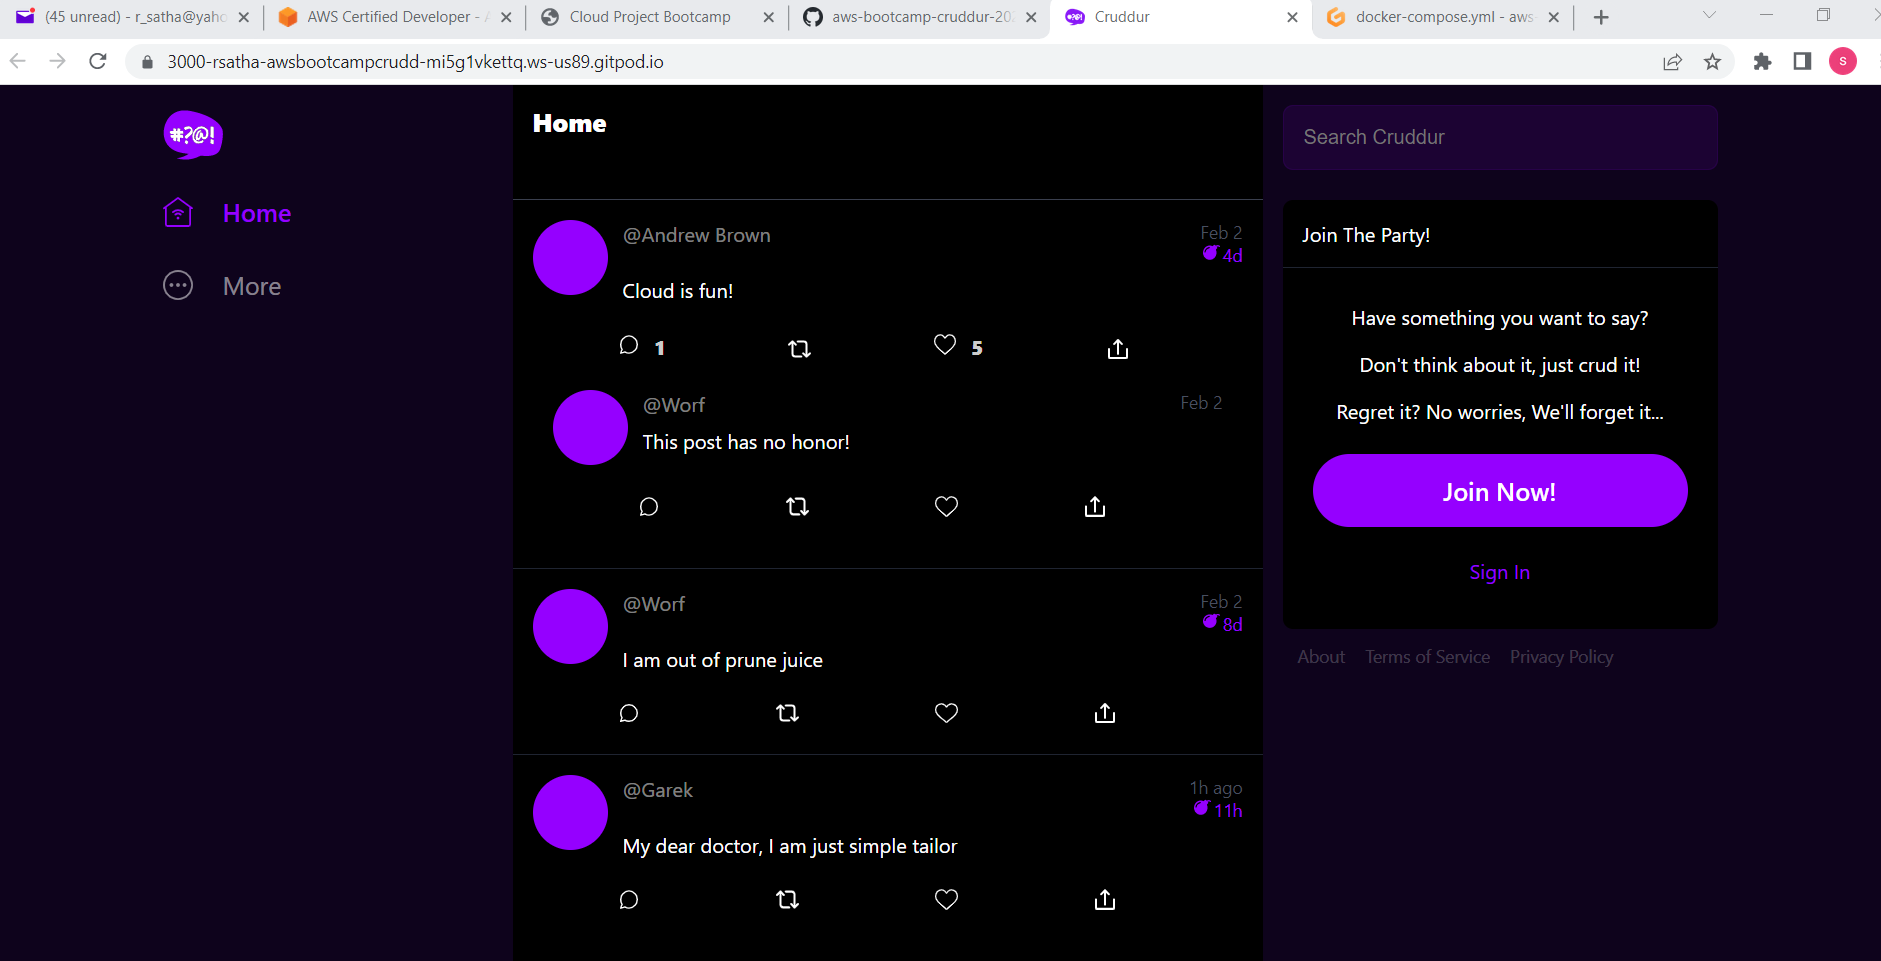 (45 unread) - r_satha@yaho
AWS Certified Developer - A
Cloud Project Bootcamp
aws-bootcamp-cruddur-202
Cruddur
docker-compose.yml - aws
3000-rsatha-awsbootcampcrudd-mi5g1vkettq.ws-us89.gitpod.io
S
#?@!
Home
More
Home
@Andrew Brown
Feb 2
4d
Cloud is fun!
1
5
@Worf
Feb 2
This post has no honor!
@Worf
Feb 2
8d
I am out of prune juice
@Garek
1h ago
11h
My dear doctor, I am just simple tailor
Search Cruddur
Join The Party!
Have something you want to say?
Don't think about it, just crud it!
Regret it? No worries, We'll forget it...
Join Now!
Sign In
About Terms of Service Privacy Policy